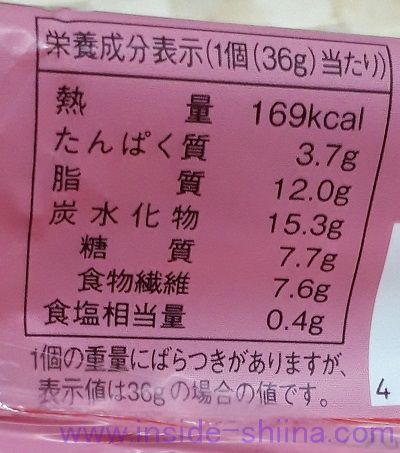 栄養成分表示(1個(36g)当たり)
熱量 169kcal
たんぱく質 3.7g
脂質 12.0g
炭水化物 15.3g
糖質 7.7g
食物繊維 7.6g
食塩相当量 0.4g
1個の重量にばらつきがありますが、
表示値は36gの場合の値です。
4
www.inside-shiina.com